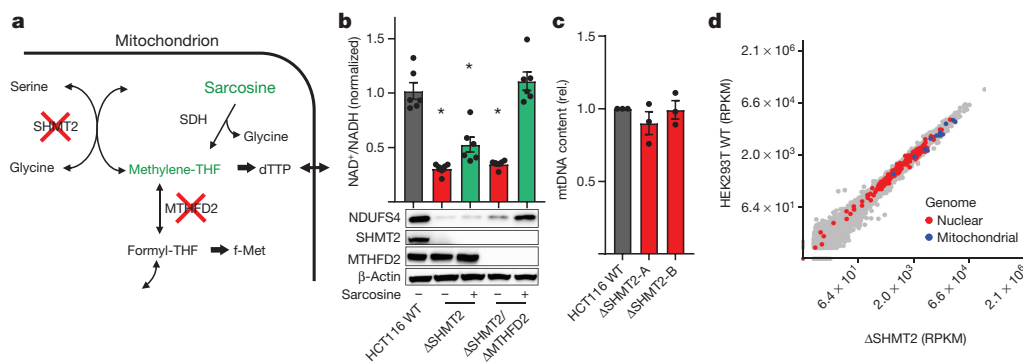 a
Mitochondrion
Serine
Sarcosine
SHMT2
SDH
Glycine
Glycine
Methylene-THF
dTTP
MTHFD2
Formyl-THF
f-Met
b
NAD⁺/NADH (normalized)
1.5
1.0
0.5
*
*
*
NDUFS4
SHMT2
MTHFD2
β-Actin
Sarcosine
– – + – +
HCT116 WT
ΔSHMT2
ΔSHMT2/
ΔMTHFD2
c
mtDNA content (rel.)
1.5
1.0
0.5
HCT116 WT
ΔSHMT2-A
ΔSHMT2-B
d
HEK293T WT (RPKM)
2.1 × 10⁶
6.6 × 10⁴
2.0 × 10³
6.4 × 10¹
Genome
Nuclear
Mitochondrial
6.4 × 10¹
2.0 × 10³
6.6 × 10⁴
2.1 × 10⁶
ΔSHMT2 (RPKM)